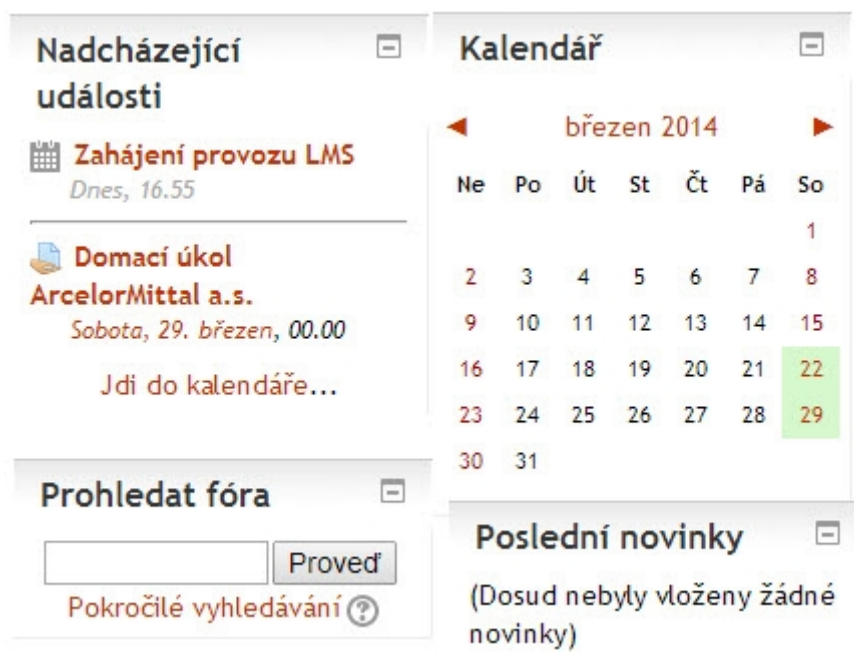 Nadcházející
události
Zahájení provozu LMS
Dnes, 16.55
Domací úkol
ArcelorMittal a.s.
Sobota, 29. březen, 00.00
Jdi do kalendáře...
Prohledat fóra
Proveď
Pokročilé vyhledávání ?
Kalendář
◄ březen 2014 ►
Ne Po Út St Čt Pá So
1
2 3 4 5 6 7 8
9 10 11 12 13 14 15
16 17 18 19 20 21 22
23 24 25 26 27 28 29
30 31
Poslední novinky
(Dosud nebyly vloženy žádné
novinky)